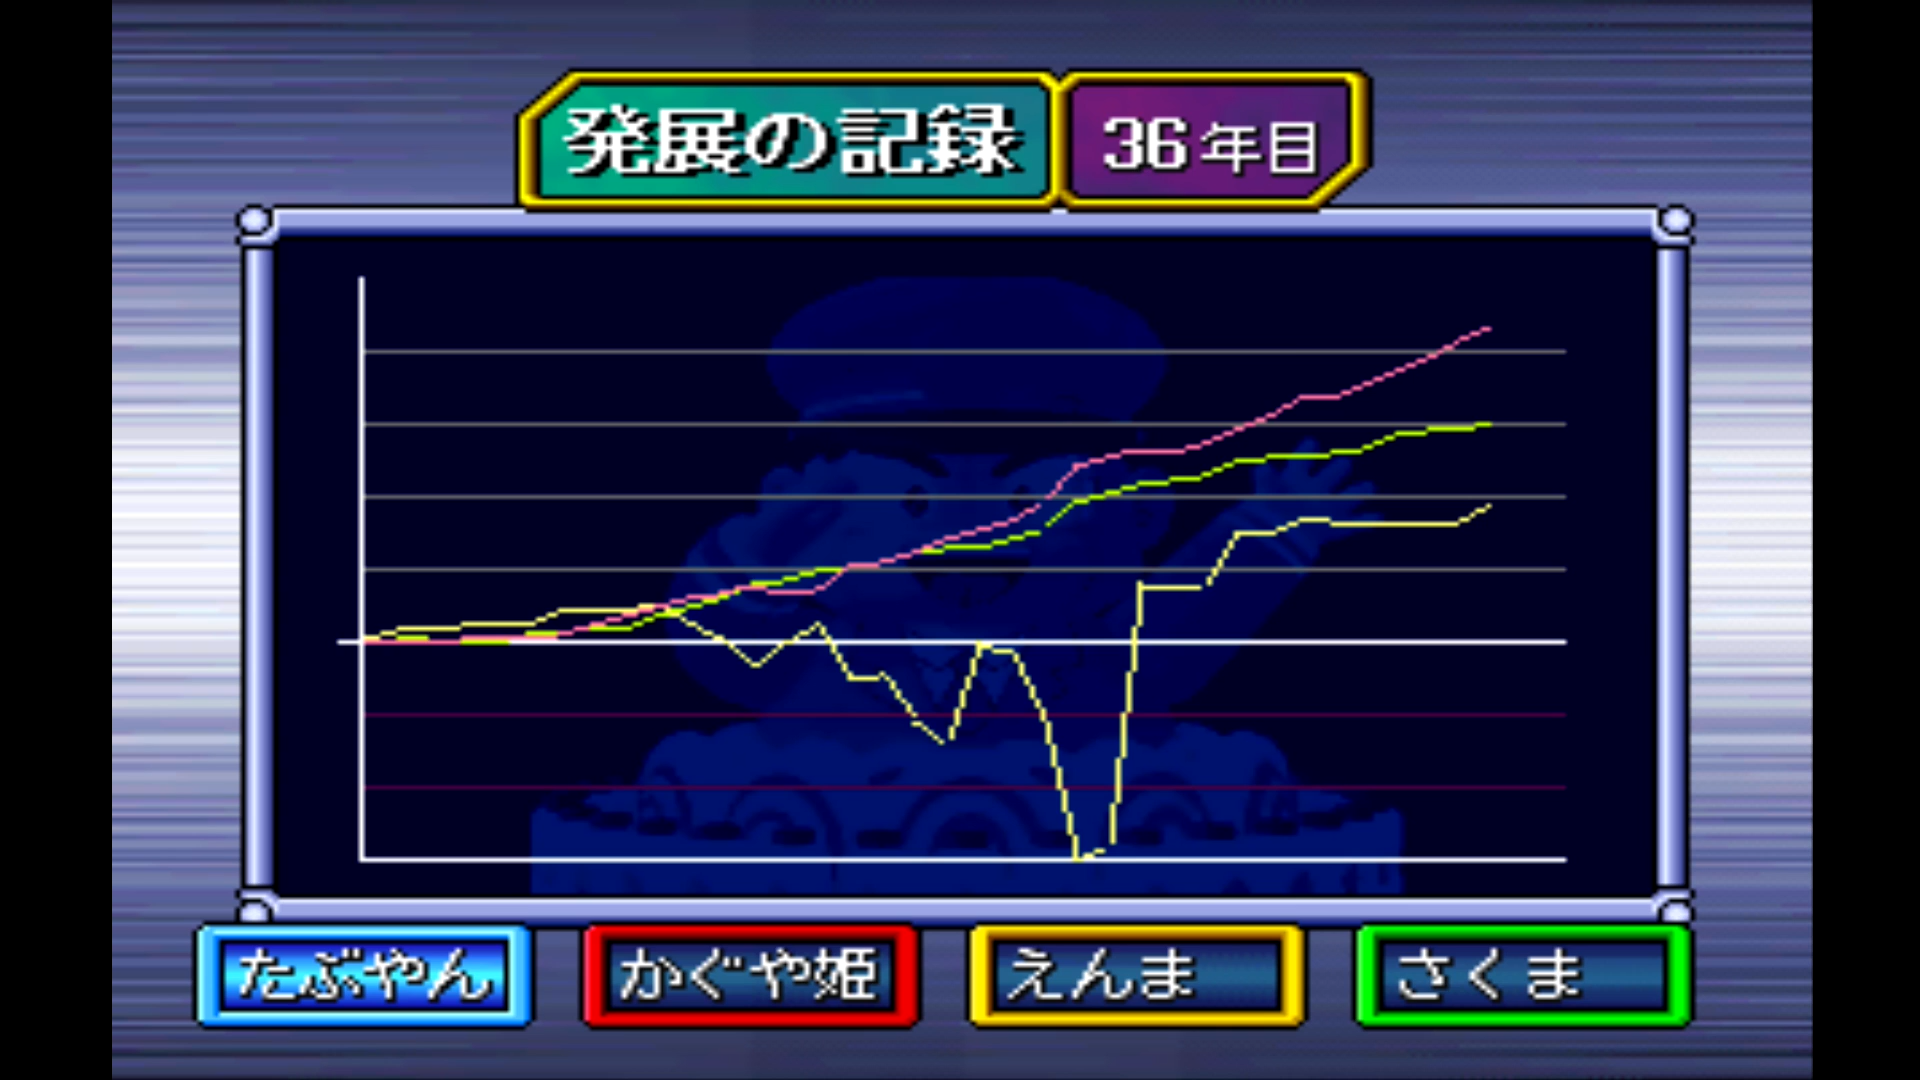 発展の記録
36年目
たぶやん
かぐや姫
えんま
さくま